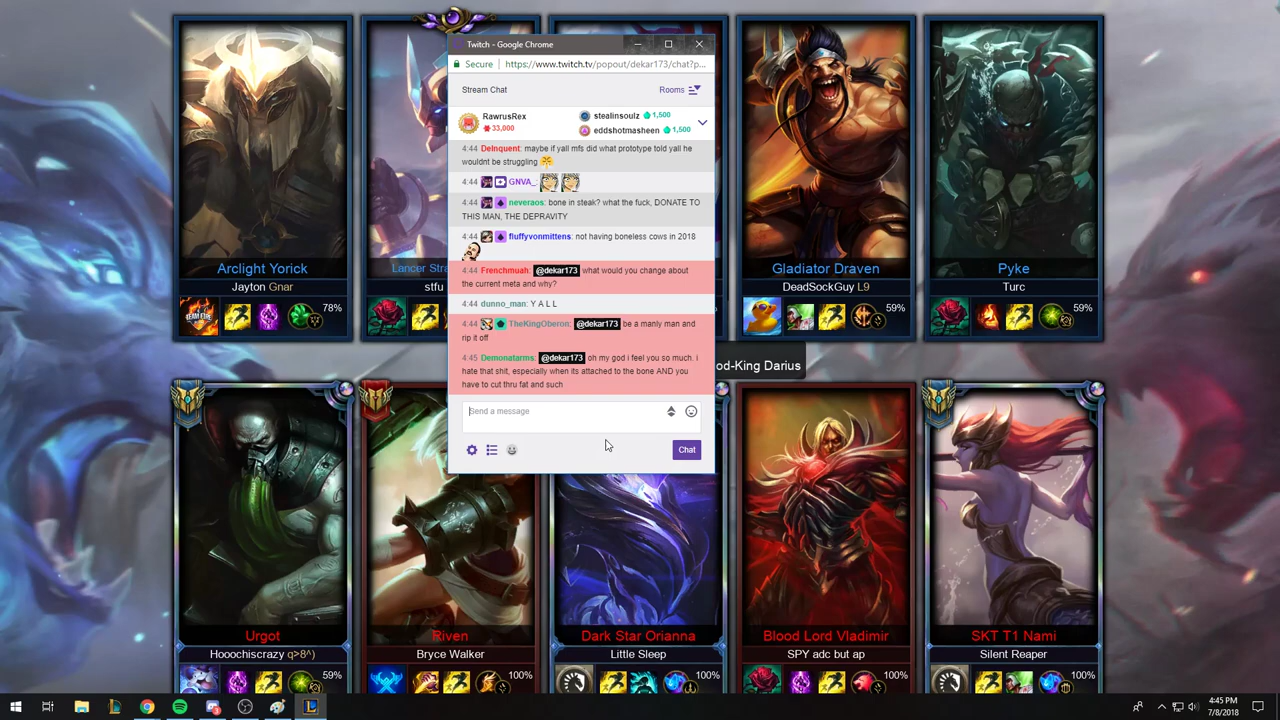 Twitch - Google Chrome
Secure https://www.twitch.tv/popout/dekar173/chat?p...
Stream Chat
Rooms
RawrusRex
33,000
stealinsoulz 1,500
eddshotmasheen 1,500
4:44 Delnquent: maybe if yall mfs did what prototype told yall he
wouldnt be struggling
4:44 GNVA_:
4:44 neveraos: bone in steak? what the fuck, DONATE TO
THIS MAN, THE DEPRAVITY
4:44 fluffyvonmittens: not having boneless cows in 2018
4:44 Frenchmuah: @dekar173 what would you change about
the current meta and why?
4:44 dunno_man: Y A L L
4:44 TheKingOberon: @dekar173 be a manly man and
rip it off
4:45 Demonatarms: @dekar173 oh my god i feel you so much. i
hate that shit, especially when its attached to the bone AND you
have to cut thru fat and such
Send a message
Chat
Arclight Yorick
Jayton Gnar
78%
Lancer Stra
stfu
Gladiator Draven
DeadSockGuy L9
59%
Pyke
Turc
59%
od-King Darius
Urgot
Hooochiscrazy q>8^)
59%
Riven
Bryce Walker
100%
Dark Star Orianna
Little Sleep
100%
Blood Lord Vladimir
SPY adc but ap
100%
SKT T1 Nami
Silent Reaper
100%
4:45 PM
7/8/2018